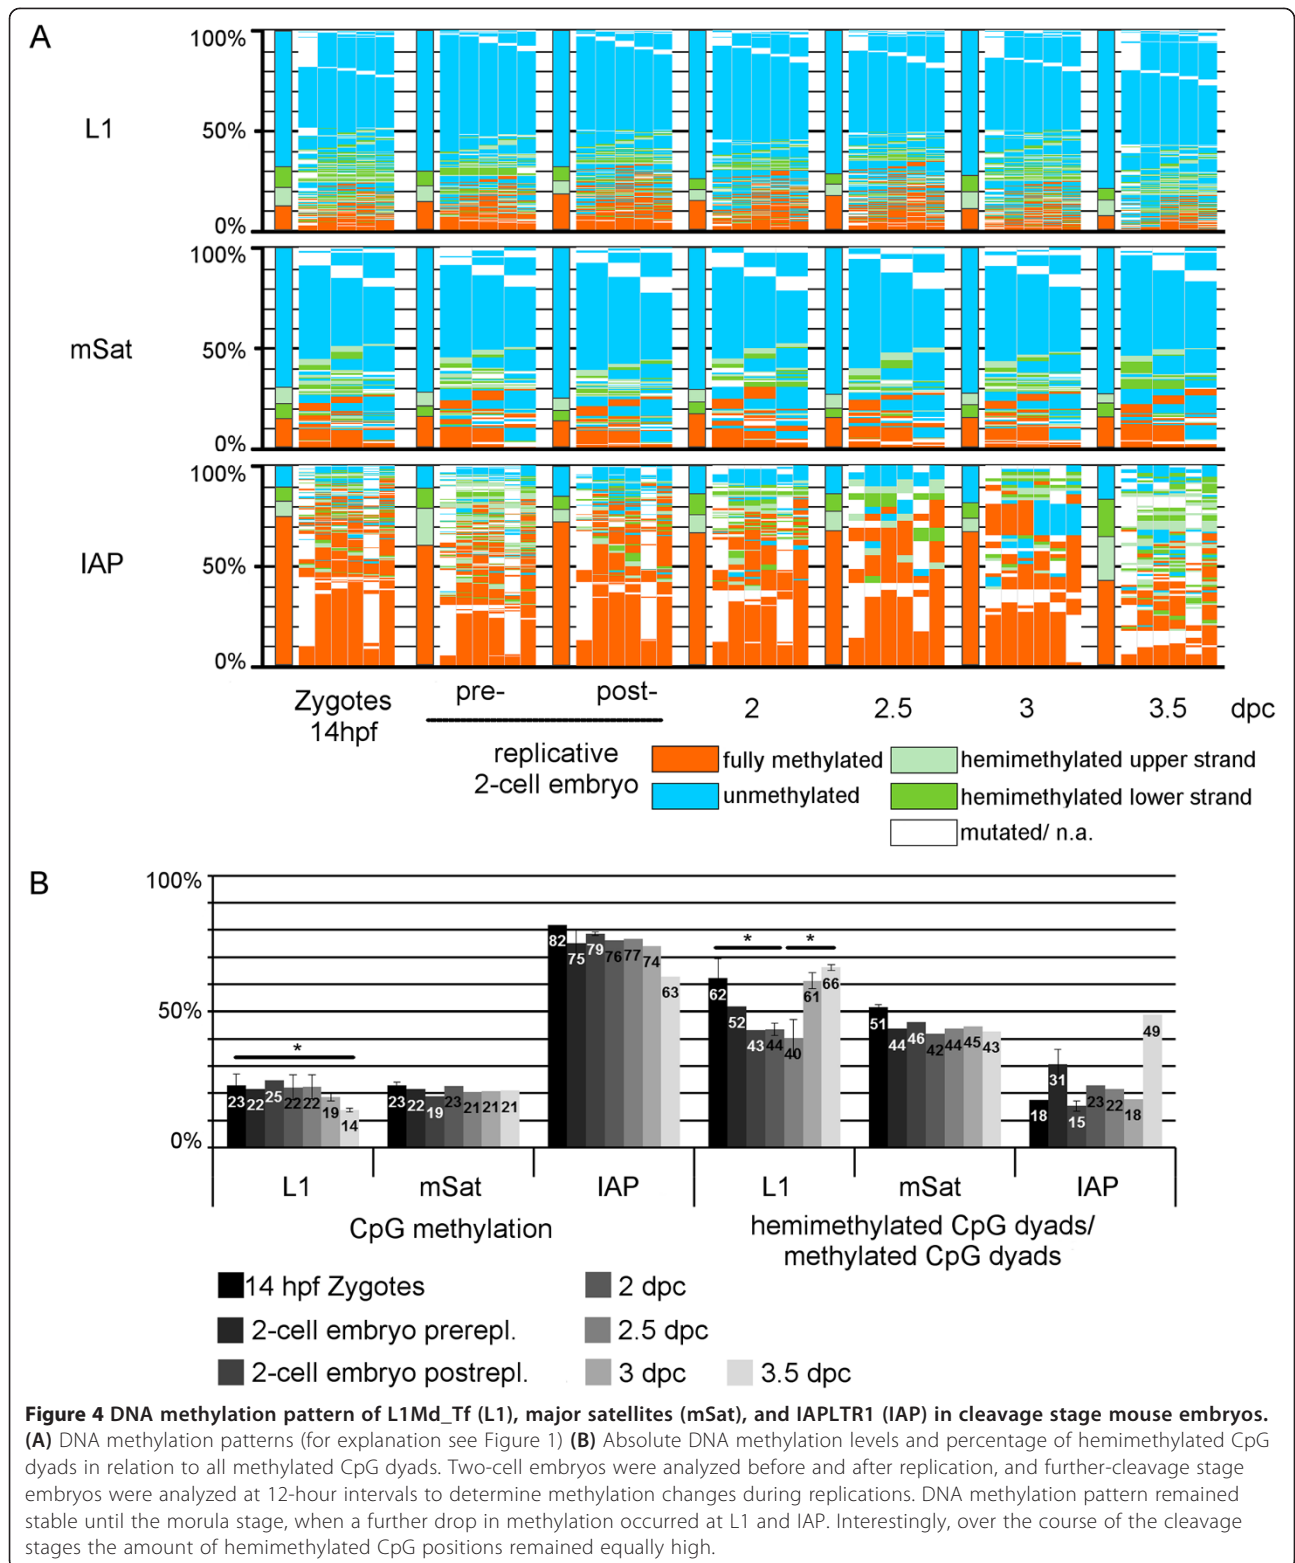 A
100%
L1
50%
0%
100%
mSat
50%
0%
100%
IAP
50%
0%
Zygotes
14hpf
pre-
post-
replicative
2-cell embryo
2
2.5
3
3.5
dpc
fully methylated
unmethylated
hemimethylated upper strand
hemimethylated lower strand
mutated/ n.a.
B
100%
50%
0%
* * *
23 22 25 22 22 19 14
23 22 19 23 21 21 21
82 75 79 76 77 74 63
62 52 43 44 40 61 66
51 44 46 42 44 45 43
18 31 15 23 22 18 49
L1 mSat IAP L1 mSat IAP
CpG methylation
hemimethylated CpG dyads/
methylated CpG dyads
14 hpf Zygotes
2-cell embryo prerepl.
2-cell embryo postrepl.
2 dpc
2.5 dpc
3 dpc
3.5 dpc
Figure 4 DNA methylation pattern of L1Md_Tf (L1), major satellites (mSat), and IAPLTR1 (IAP) in cleavage stage mouse embryos.
(A) DNA methylation patterns (for explanation see Figure 1) (B) Absolute DNA methylation levels and percentage of hemimethylated CpG
dyads in relation to all methylated CpG dyads. Two-cell embryos were analyzed before and after replication, and further-cleavage stage
embryos were analyzed at 12-hour intervals to determine methylation changes during replications. DNA methylation pattern remained
stable until the morula stage, when a further drop in methylation occurred at L1 and IAP. Interestingly, over the course of the cleavage
stages the amount of hemimethylated CpG positions remained equally high.